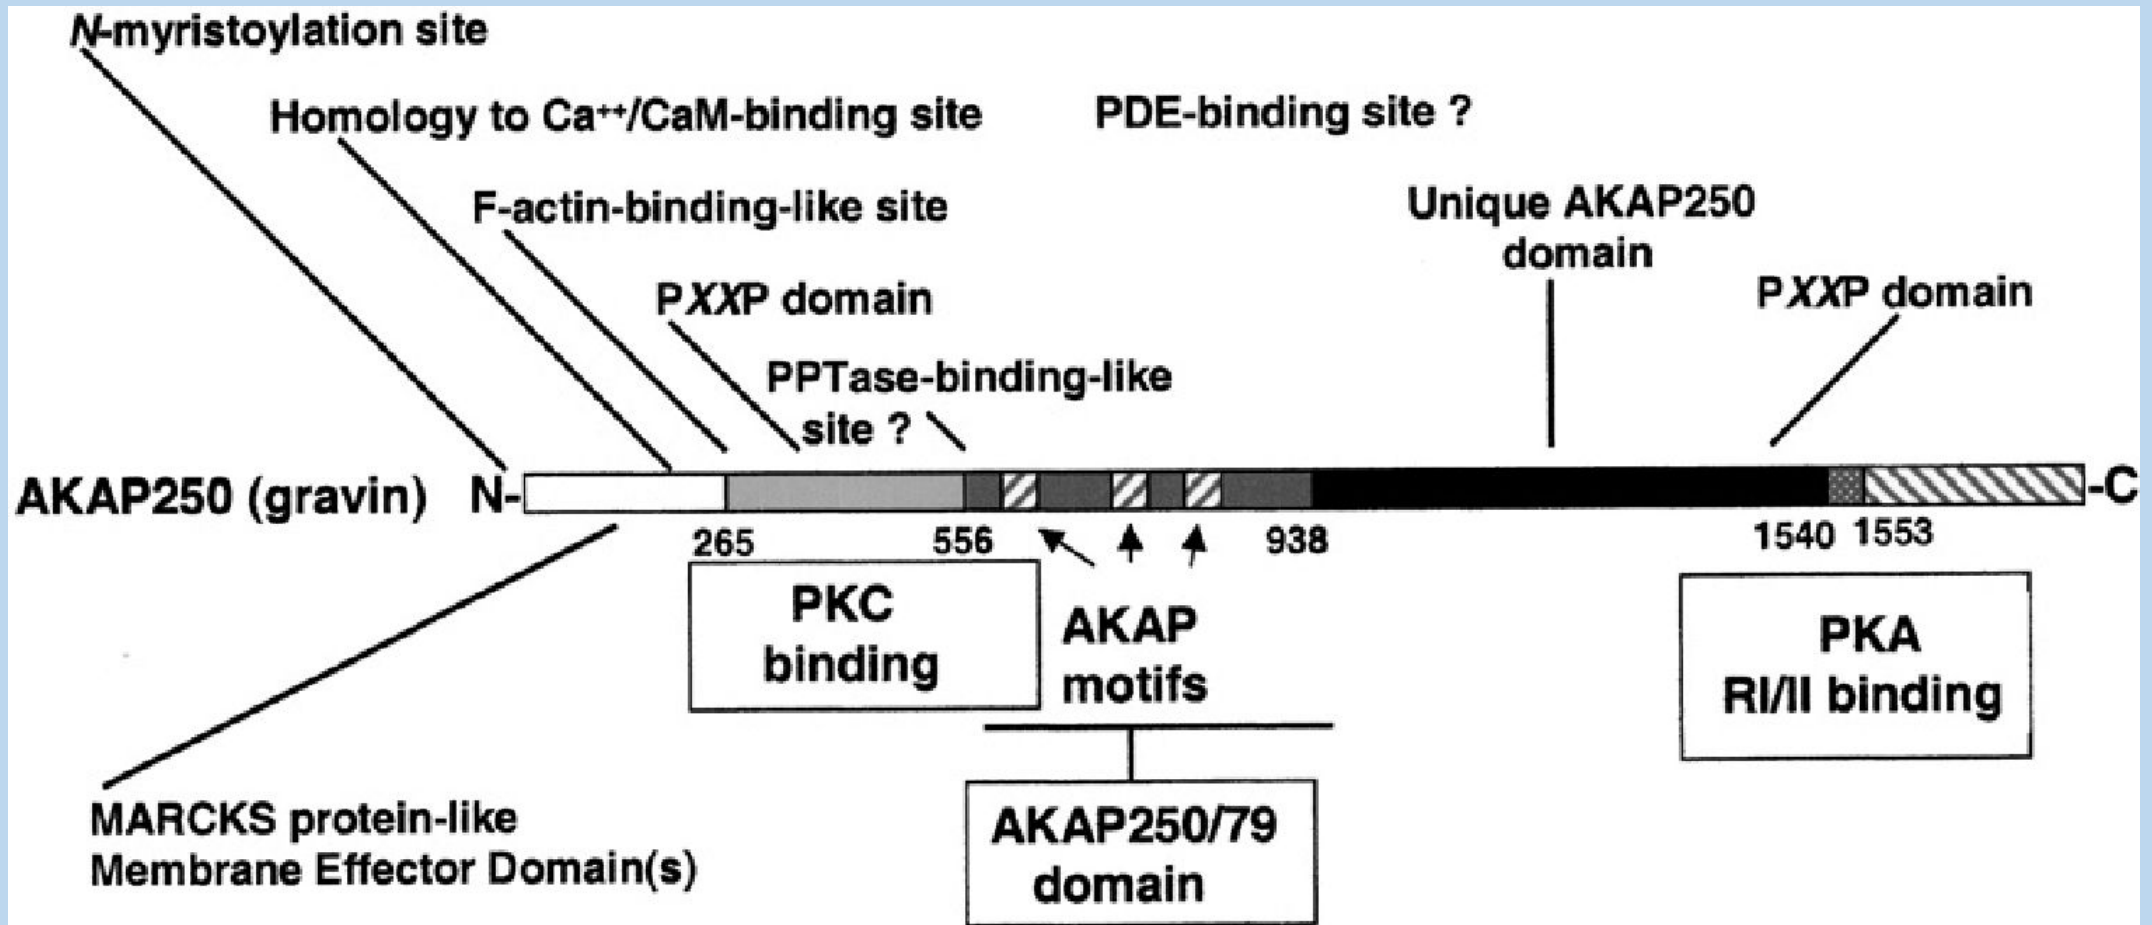 N-myristoylation site
Homology to Ca++/CaM-binding site
PDE-binding site ?
F-actin-binding-like site
Unique AKAP250
domain
PXXP domain
PXXP domain
PPTase-binding-like
site ?
AKAP250 (gravin) N- -C
265 556 938 1540 1553
PKC
binding
AKAP
motifs
PKA
RI/II binding
MARCKS protein-like
Membrane Effector Domain(s)
AKAP250/79
domain